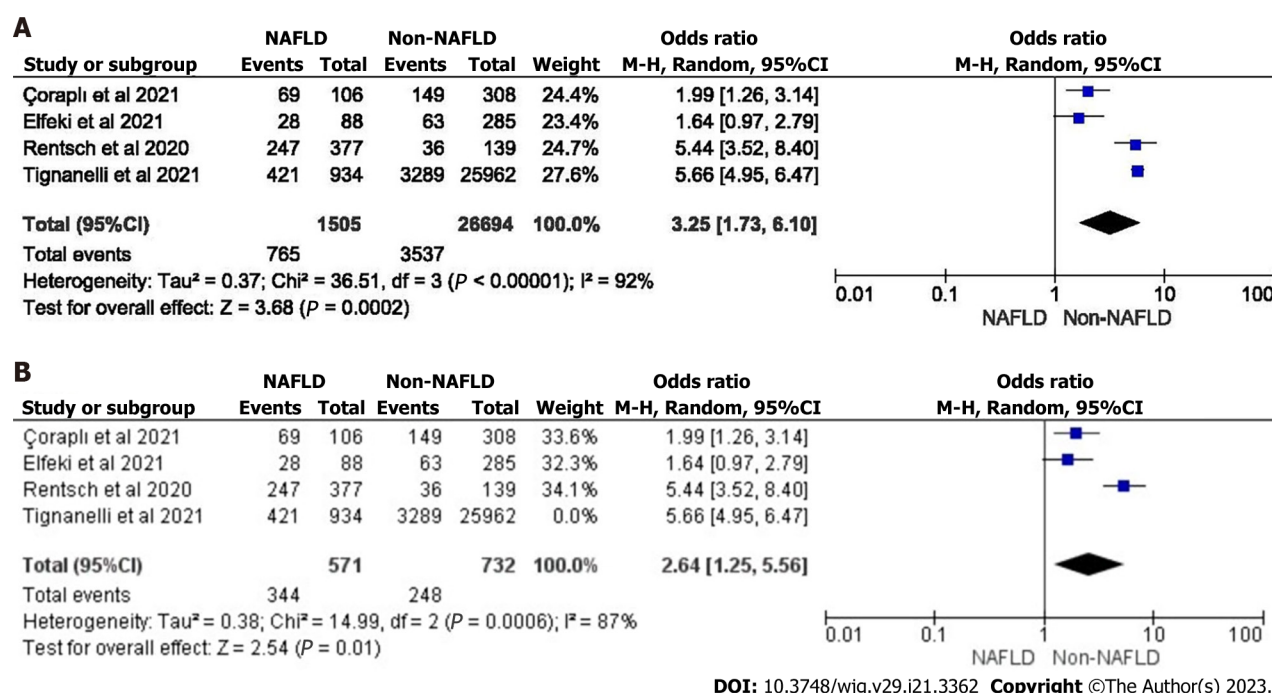 A
NAFLD Non-NAFLD Odds ratio Odds ratio
Study or subgroup Events Total Events Total Weight M-H, Random, 95%CI M-H, Random, 95%CI
Çoraplı et al 2021 69 106 149 308 24.4% 1.99 [1.26, 3.14]
Elfeki et al 2021 28 88 63 285 23.4% 1.64 [0.97, 2.79]
Rentsch et al 2020 247 377 36 139 24.7% 5.44 [3.52, 8.40]
Tignanelli et al 2021 421 934 3289 25962 27.6% 5.66 [4.95, 6.47]
Total (95%CI) 1505 26694 100.0% 3.25 [1.73, 6.10]
Total events 765 3537
Heterogeneity: Tau² = 0.37; Chi² = 36.51, df = 3 (P < 0.00001); I² = 92%
Test for overall effect: Z = 3.68 (P = 0.0002)
0.01 0.1 1 10 100
NAFLD Non-NAFLD
B
NAFLD Non-NAFLD Odds ratio Odds ratio
Study or subgroup Events Total Events Total Weight M-H, Random, 95%CI M-H, Random, 95%CI
Çoraplı et al 2021 69 106 149 308 33.6% 1.99 [1.26, 3.14]
Elfeki et al 2021 28 88 63 285 32.3% 1.64 [0.97, 2.79]
Rentsch et al 2020 247 377 36 139 34.1% 5.44 [3.52, 8.40]
Tignanelli et al 2021 421 934 3289 25962 0.0% 5.66 [4.95, 6.47]
Total (95%CI) 571 732 100.0% 2.64 [1.25, 5.56]
Total events 344 248
Heterogeneity: Tau² = 0.38; Chi² = 14.99, df = 2 (P = 0.0006); I² = 87%
Test for overall effect: Z = 2.54 (P = 0.01)
0.01 0.1 1 10 100
NAFLD Non-NAFLD
DOI: 10.3748/wjg.v29.i21.3362 Copyright ©The Author(s) 2023.